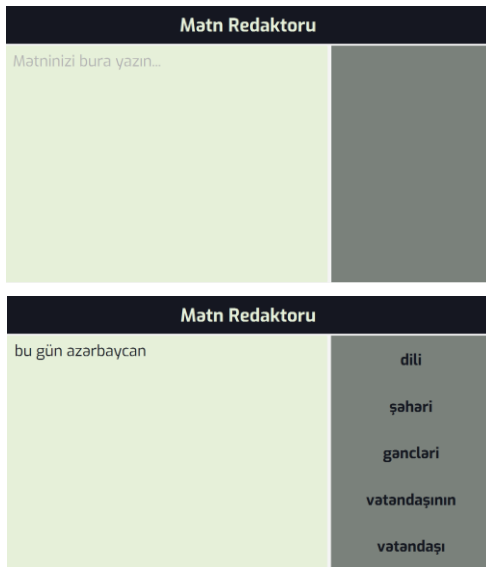 Mətn Redaktoru
Mətninizi bura yazın...
Mətn Redaktoru
bu gün azərbaycan
dili
şəhəri
gəncləri
vətəndaşının
vətəndaşı